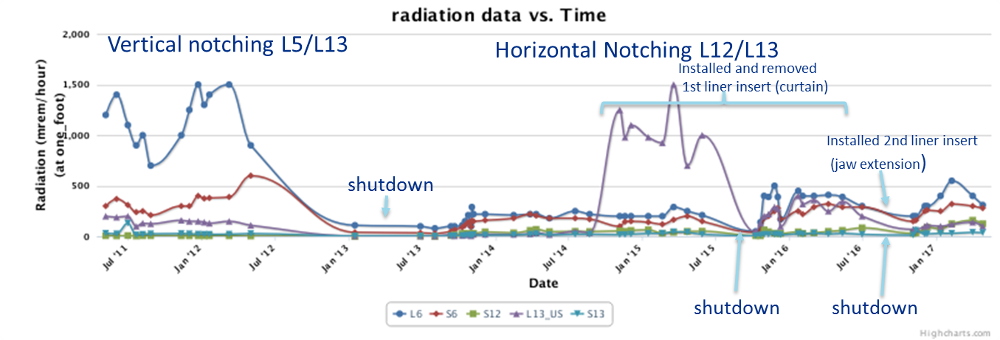 radiation data vs. Time
Vertical notching L5/L13
Horizontal Notching L12/L13
Installed and removed
1st liner insert (curtain)
Installed 2nd liner insert
(jaw extension)
shutdown
shutdown
shutdown
Radiation (mrem/hour)
(at one_foot)
2,000
1,500
1,000
500
0
Jul '11
Jan '12
Jul '12
Jan '13
Jul '13
Jan '14
Jul '14
Jan '15
Jul '15
Jan '16
Jul '16
Jan '17
Date
L6 S6 S12 L13_US S13
Highcharts.com